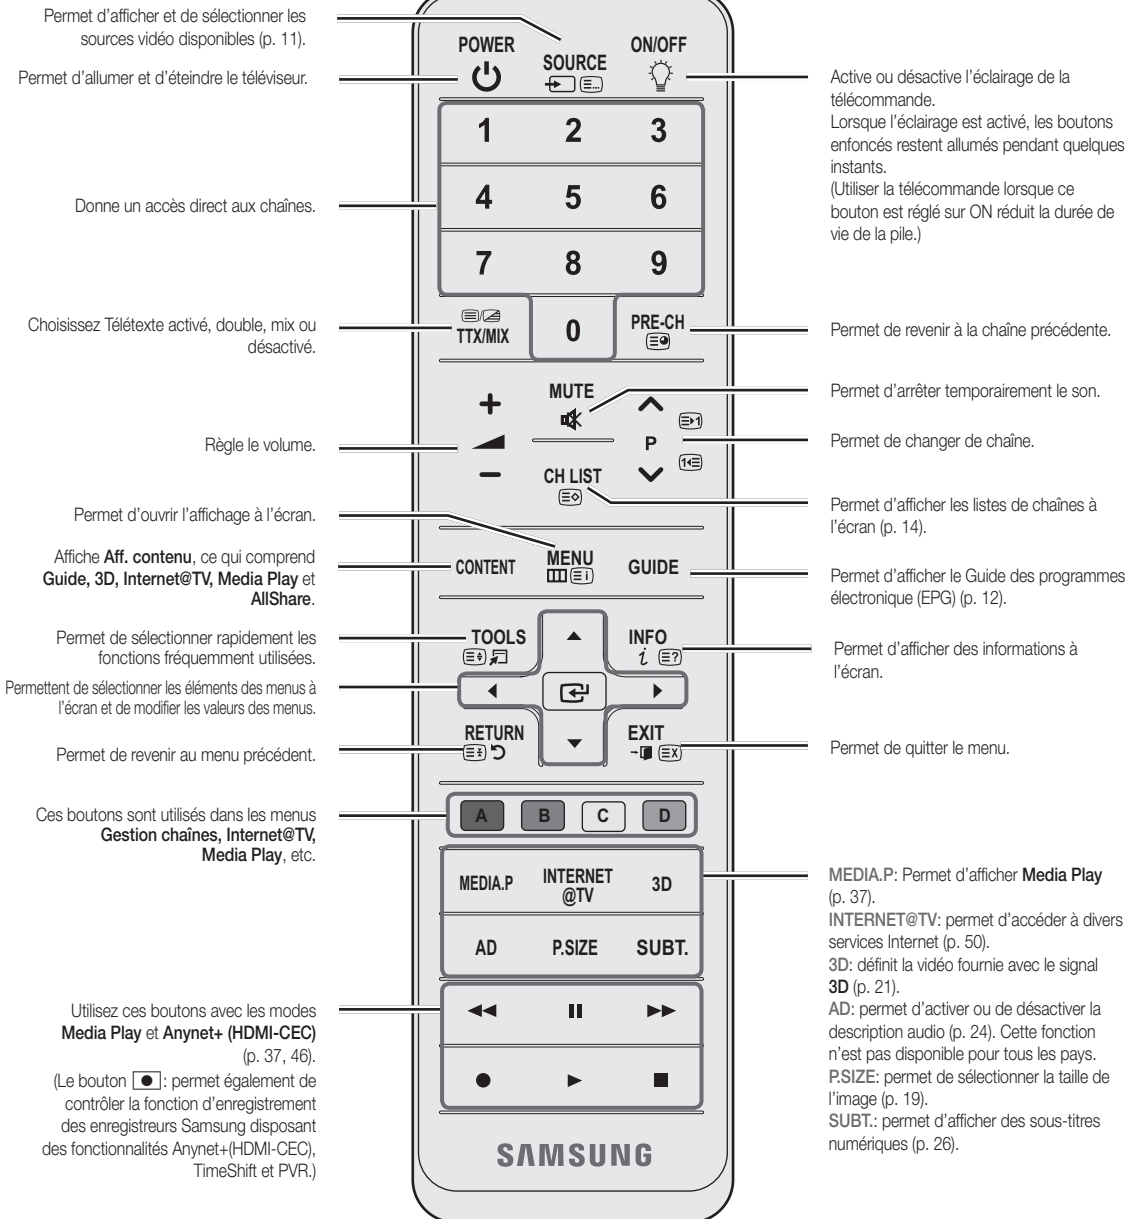 Permet d'afficher et de sélectionner les
sources vidéo disponibles (p. 11).
Permet d'allumer et d'éteindre le téléviseur.
Donne un accès direct aux chaînes.
Choisissez Télétexte activé, double, mix ou
désactivé.
Règle le volume.
Permet d'ouvrir l'affichage à l'écran.
Affiche Aff. contenu, ce qui comprend
Guide, 3D, Internet@TV, Media Play et
AllShare.
Permet de sélectionner rapidement les
fonctions fréquemment utilisées.
Permettent de sélectionner les éléments des menus à
l'écran et de modifier les valeurs des menus.
Permet de revenir au menu précédent.
Ces boutons sont utilisés dans les menus
Gestion chaînes, Internet@TV,
Media Play, etc.
Utilisez ces boutons avec les modes
Media Play et Anynet+ (HDMI-CEC)
(p. 37, 46).
(Le bouton : permet également de
contrôler la fonction d'enregistrement
des enregistreurs Samsung disposant
des fonctionnalités Anynet+(HDMI-CEC),
TimeShift et PVR.)
POWER
SOURCE
ON/OFF
1 2 3
4 5 6
7 8 9
TTX/MIX
0
PRE-CH
+
MUTE
P
−
CH LIST
CONTENT
MENU
GUIDE
TOOLS
INFO
RETURN
EXIT
A B C D
MEDIA.P
INTERNET
@TV
3D
AD
P.SIZE
SUBT.
SAMSUNG
Active ou désactive l'éclairage de la
télécommande.
Lorsque l'éclairage est activé, les boutons
enfoncés restent allumés pendant quelques
instants.
(Utiliser la télécommande lorsque ce
bouton est réglé sur ON réduit la durée de
vie de la pile.)
Permet de revenir à la chaîne précédente.
Permet d'arrêter temporairement le son.
Permet de changer de chaîne.
Permet d'afficher les listes de chaînes à
l'écran (p. 14).
Permet d'afficher le Guide des programmes
électronique (EPG) (p. 12).
Permet d'afficher des informations à
l'écran.
Permet de quitter le menu.
MEDIA.P: Permet d'afficher Media Play
(p. 37).
INTERNET@TV: permet d'accéder à divers
services Internet (p. 50).
3D: définit la vidéo fournie avec le signal
3D (p. 21).
AD: permet d'activer ou de désactiver la
description audio (p. 24). Cette fonction
n'est pas disponible pour tous les pays.
P.SIZE: permet de sélectionner la taille de
l'image (p. 19).
SUBT.: permet d'afficher des sous-titres
numériques (p. 26).